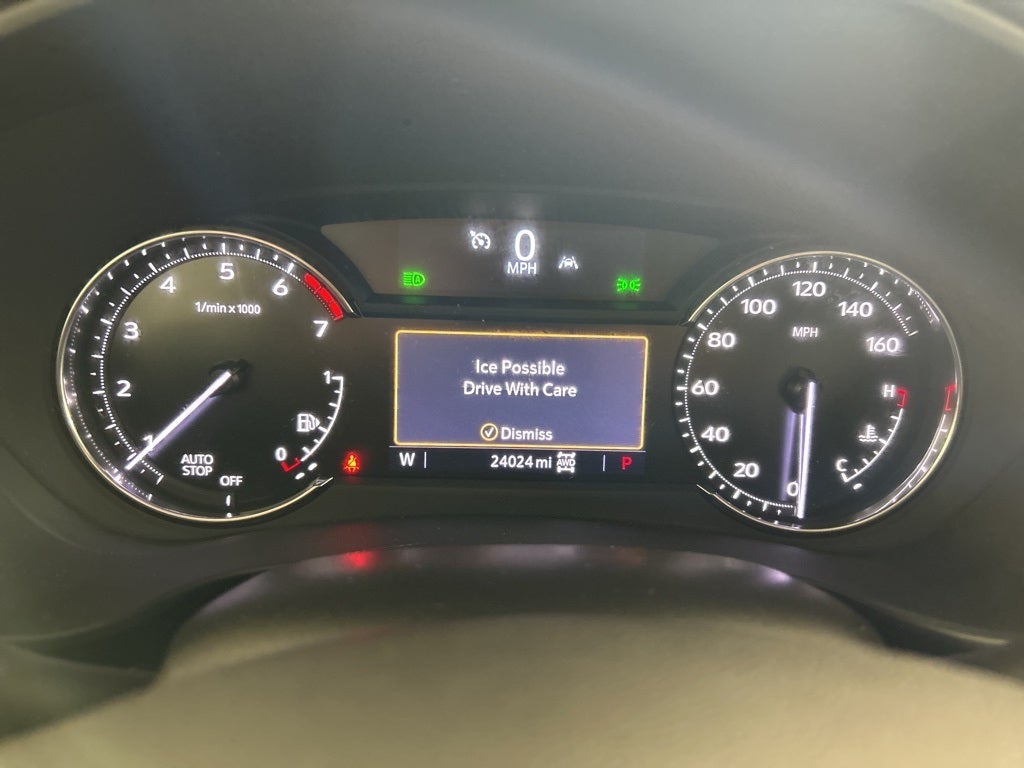 0
MPH
5
4
6
1/min x 1000
3
7
2
1
1
AUTO
STOP
OFF
0
Ice Possible
Drive With Care
Dismiss
W
24024 mi AWD
P
120
100
140
MPH
80
160
60
H
40
20
C
0